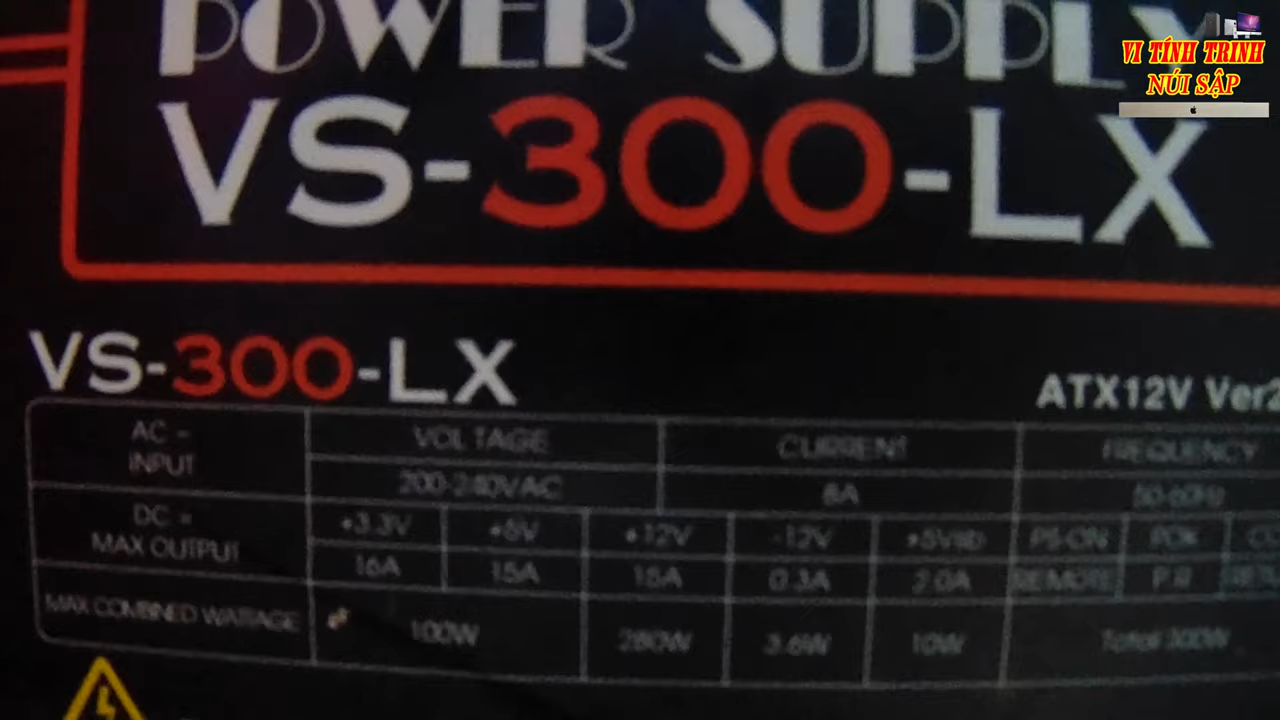 POWER SUPPLY
VI TÍNH TRINH
NÚI SẬP
VS-300-LX
VS-300-LX
ATX12V Ver2
AC =
INPUT
VOLTAGE
CURRENT
FREQUENCY
200-240VAC
8A
50-60Hz
DC =
MAX OUTPUT
+3.3V
+5V
+12V
-12V
+5Vsb
PS-ON
POK
16A
15A
0.3A
2.0A
REMOTE
P.R
MAX COMBINED WATTAGE
100W
280W
3.6W
10W
Total 300W